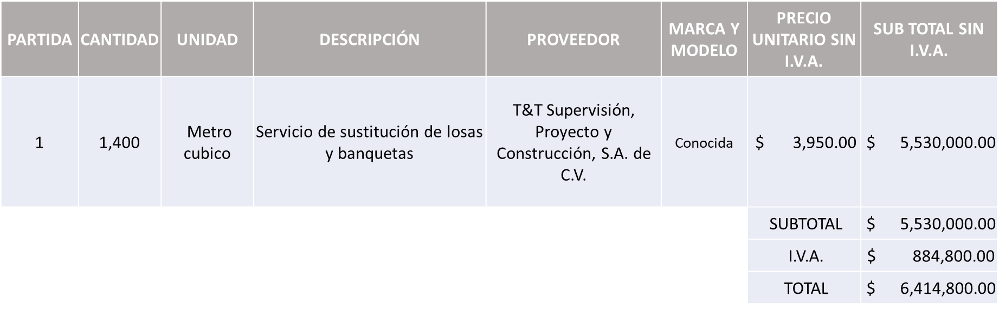 PARTIDA
CANTIDAD
UNIDAD
DESCRIPCIÓN
PROVEEDOR
MARCA Y
MODELO
PRECIO
UNITARIO SIN
I.V.A.
SUB TOTAL SIN
I.V.A.
1
1,400
Metro
cubico
Servicio de sustitución de losas
y banquetas
T&T Supervisión,
Proyecto y
Construcción, S.A. de
C.V.
Conocida
$ 3,950.00
$ 5,530,000.00
SUBTOTAL
$ 5,530,000.00
I.V.A.
$ 884,800.00
TOTAL
$ 6,414,800.00